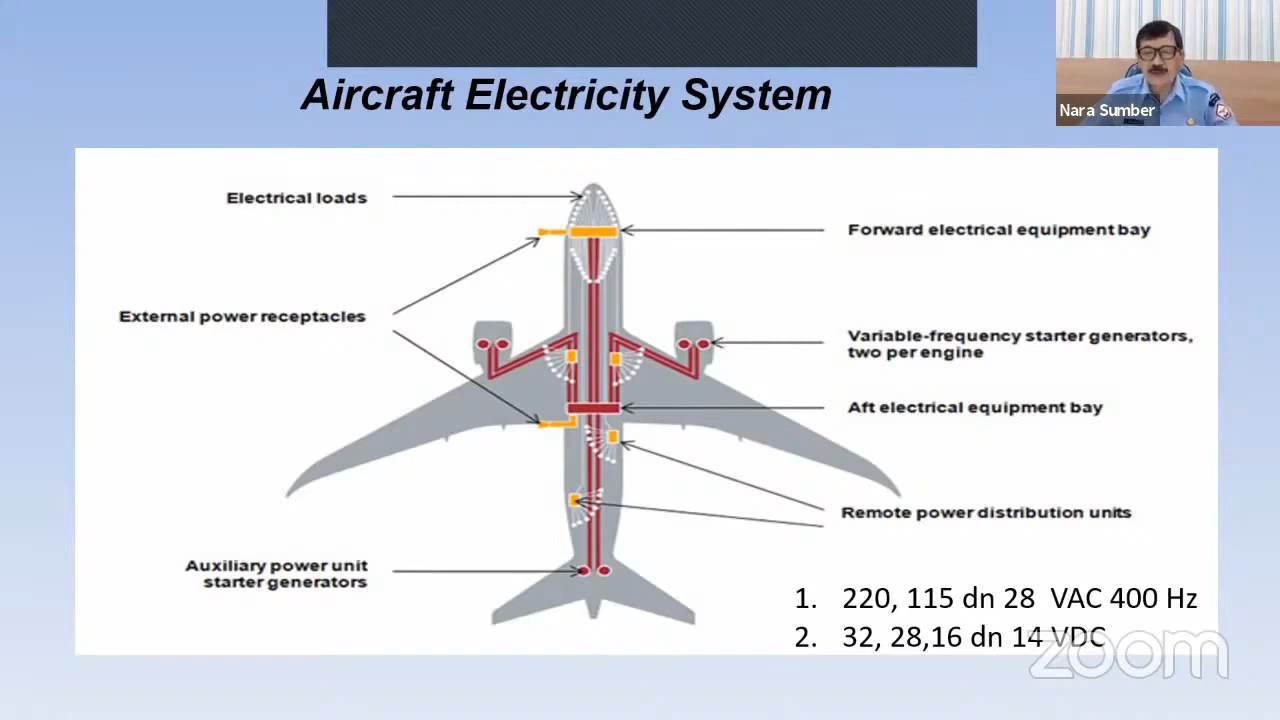 Aircraft Electricity System
Nara Sumber
Electrical loads
Forward electrical equipment bay
External power receptacles
Variable-frequency starter generators,
two per engine
Aft electrical equipment bay
Remote power distribution units
Auxiliary power unit
starter generators
1. 220, 115 dn 28 VAC 400 Hz
2. 32, 28,16 dn 14 VDC
zoom